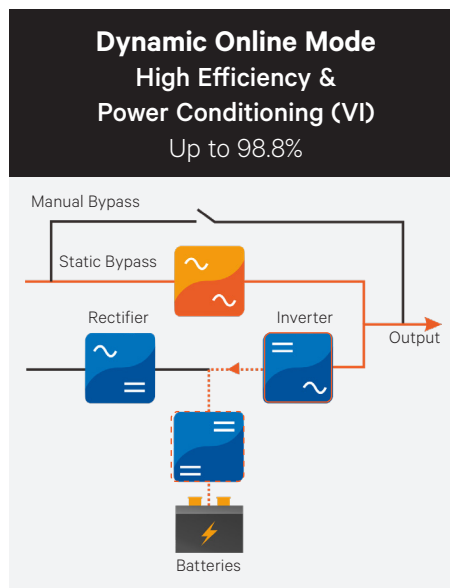 Dynamic Online Mode
High Efficiency &
Power Conditioning (VI)
Up to 98.8%
Manual Bypass
Static Bypass
Rectifier
Inverter
Output
Batteries